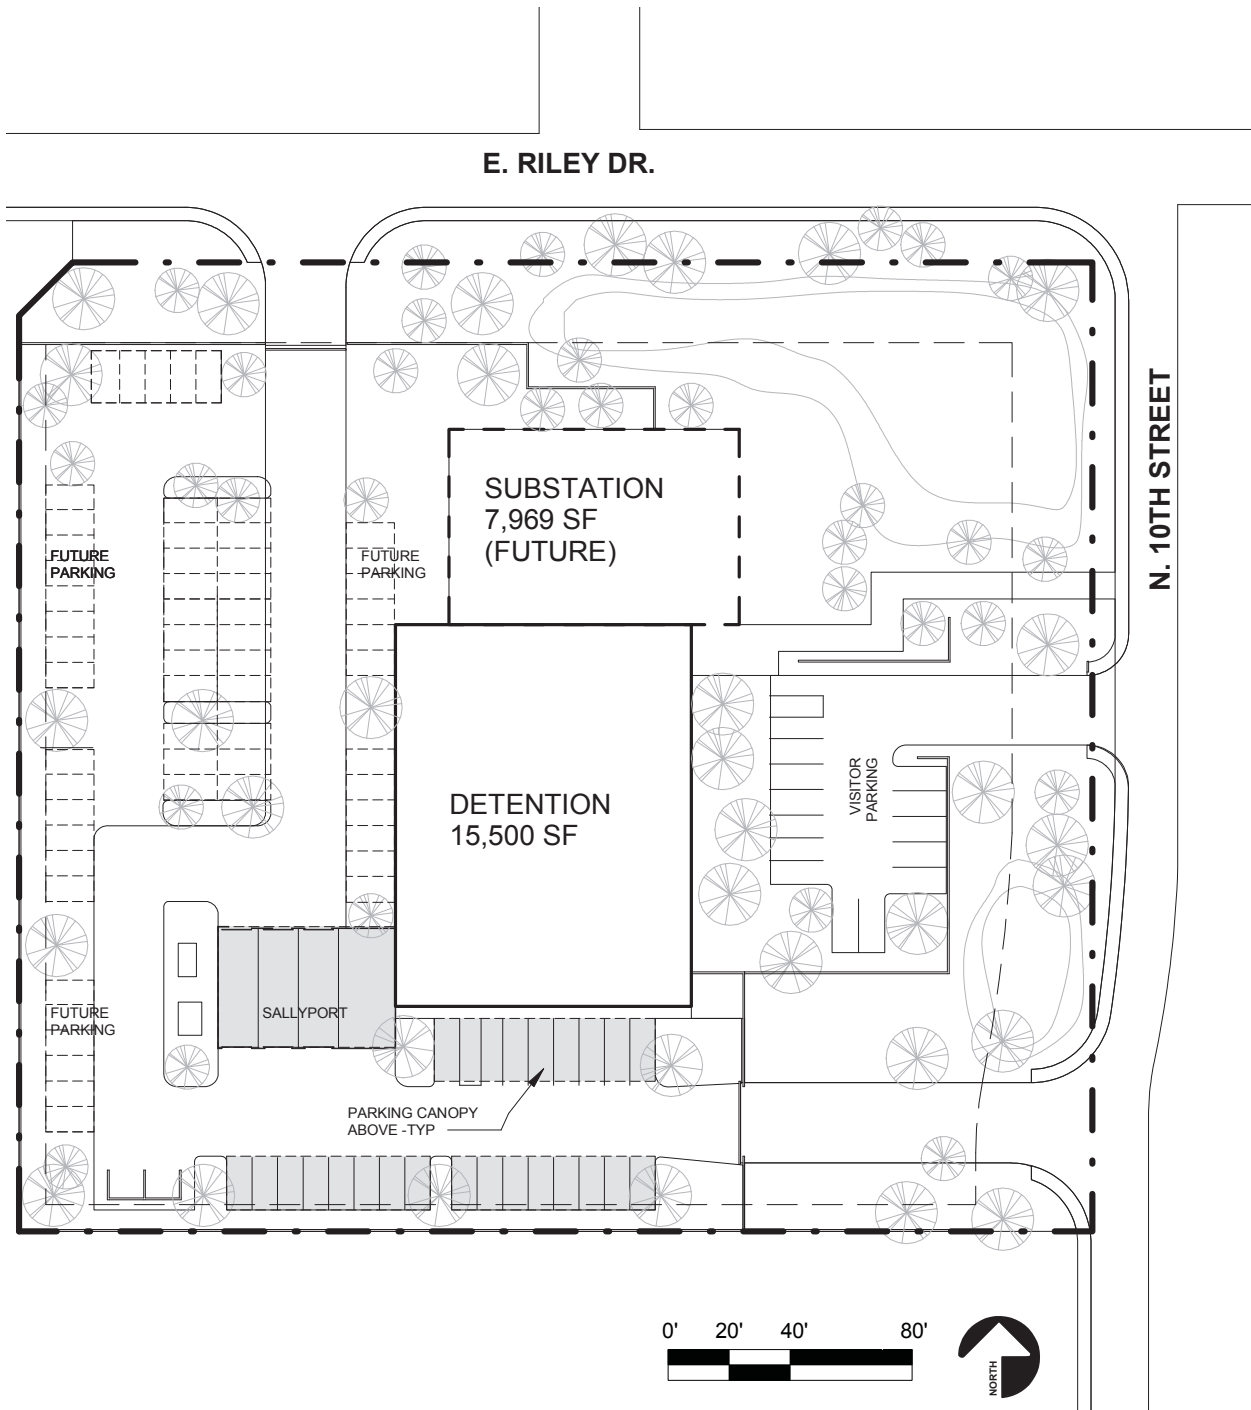 E. RILEY DR.
N. 10TH STREET
SUBSTATION
7,969 SF
(FUTURE)
FUTURE
PARKING
FUTURE
PARKING
DETENTION
15,500 SF
VISITOR
PARKING
FUTURE
PARKING
SALLYPORT
PARKING CANOPY
ABOVE -TYP
0' 20' 40' 80'
NORTH